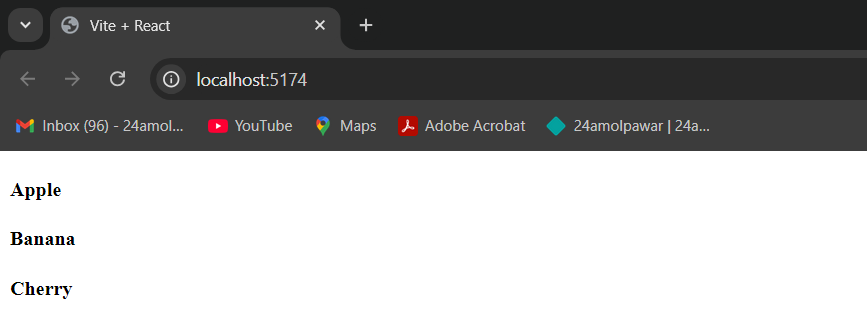 Vite + React
localhost:5174
Inbox (96) - 24amol... YouTube Maps Adobe Acrobat 24amolpawar | 24a...
Apple
Banana
Cherry